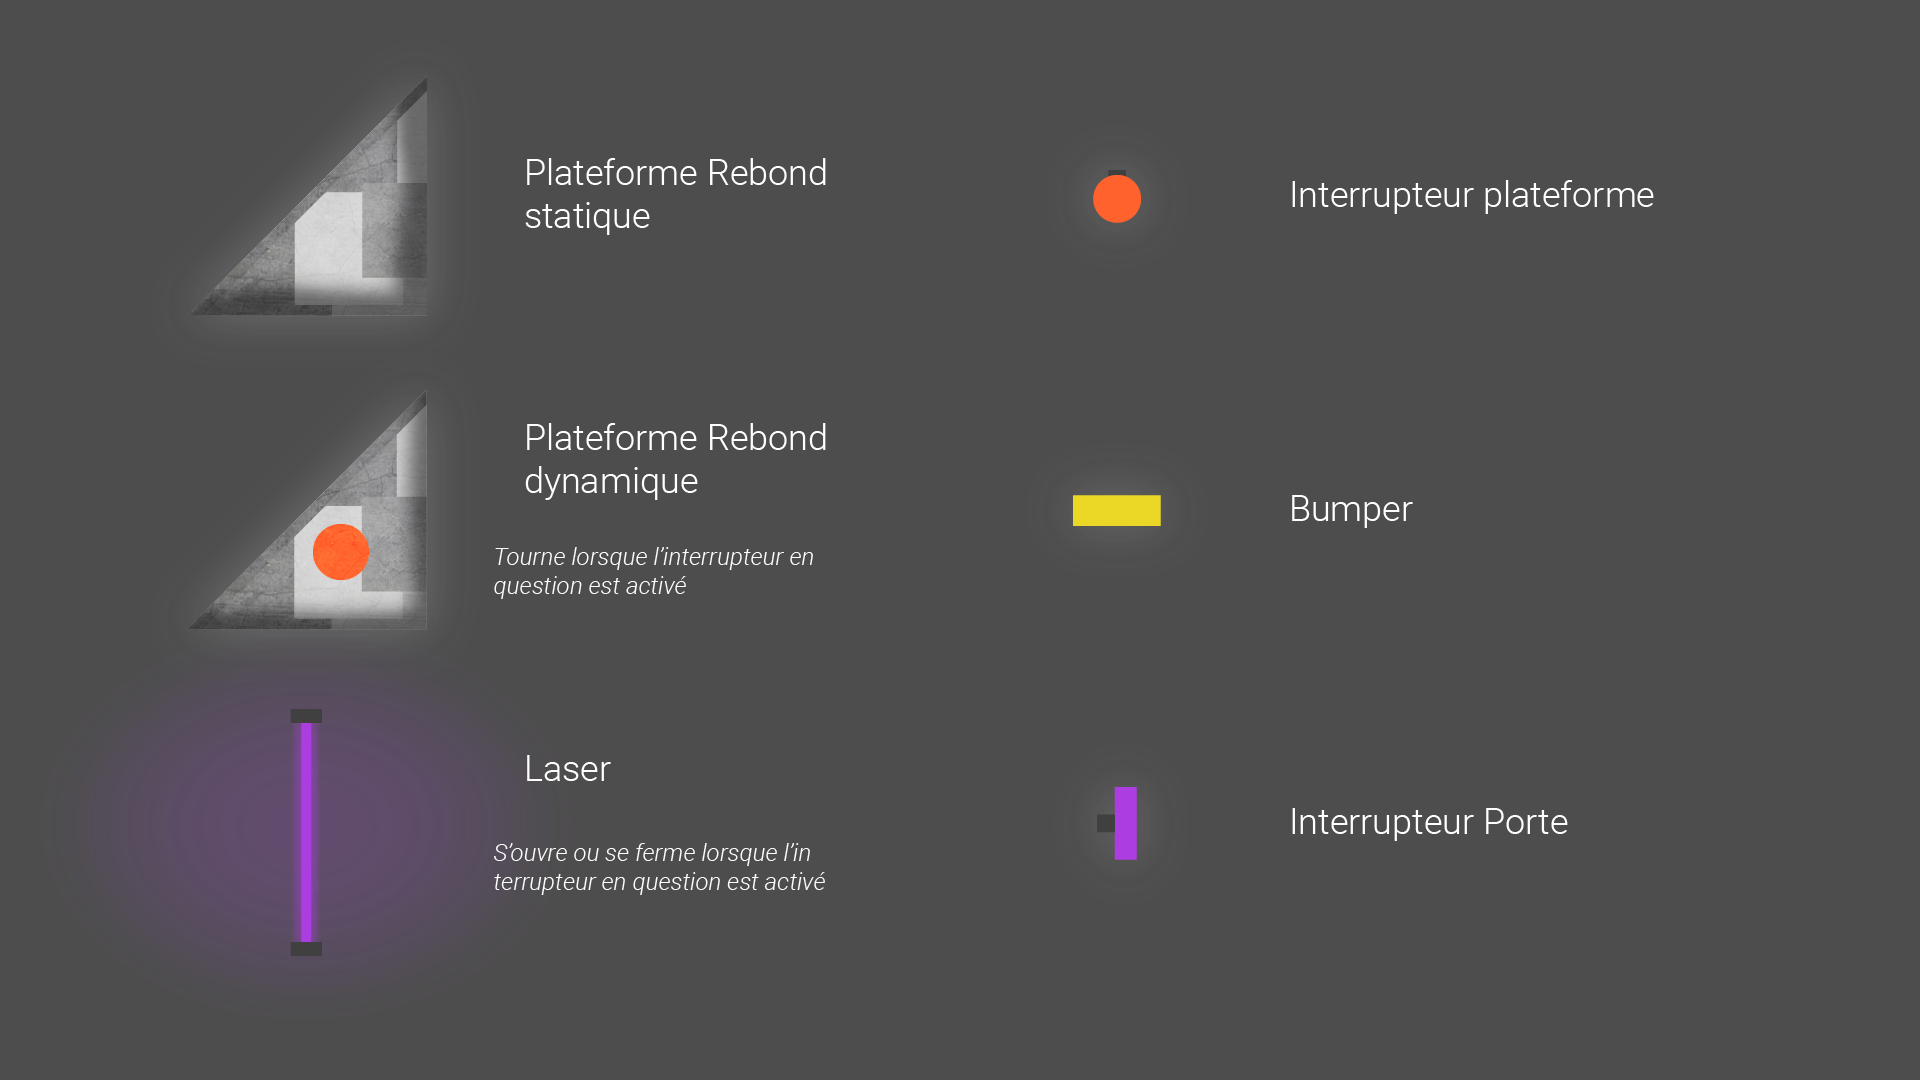 Plateforme Rebond
statique
Plateforme Rebond
dynamique
Tourne lorsque l’interrupteur en
question est activé
Laser
S’ouvre ou se ferme lorsque l’in
terrupteur en question est activé
Interrupteur plateforme
Bumper
Interrupteur Porte